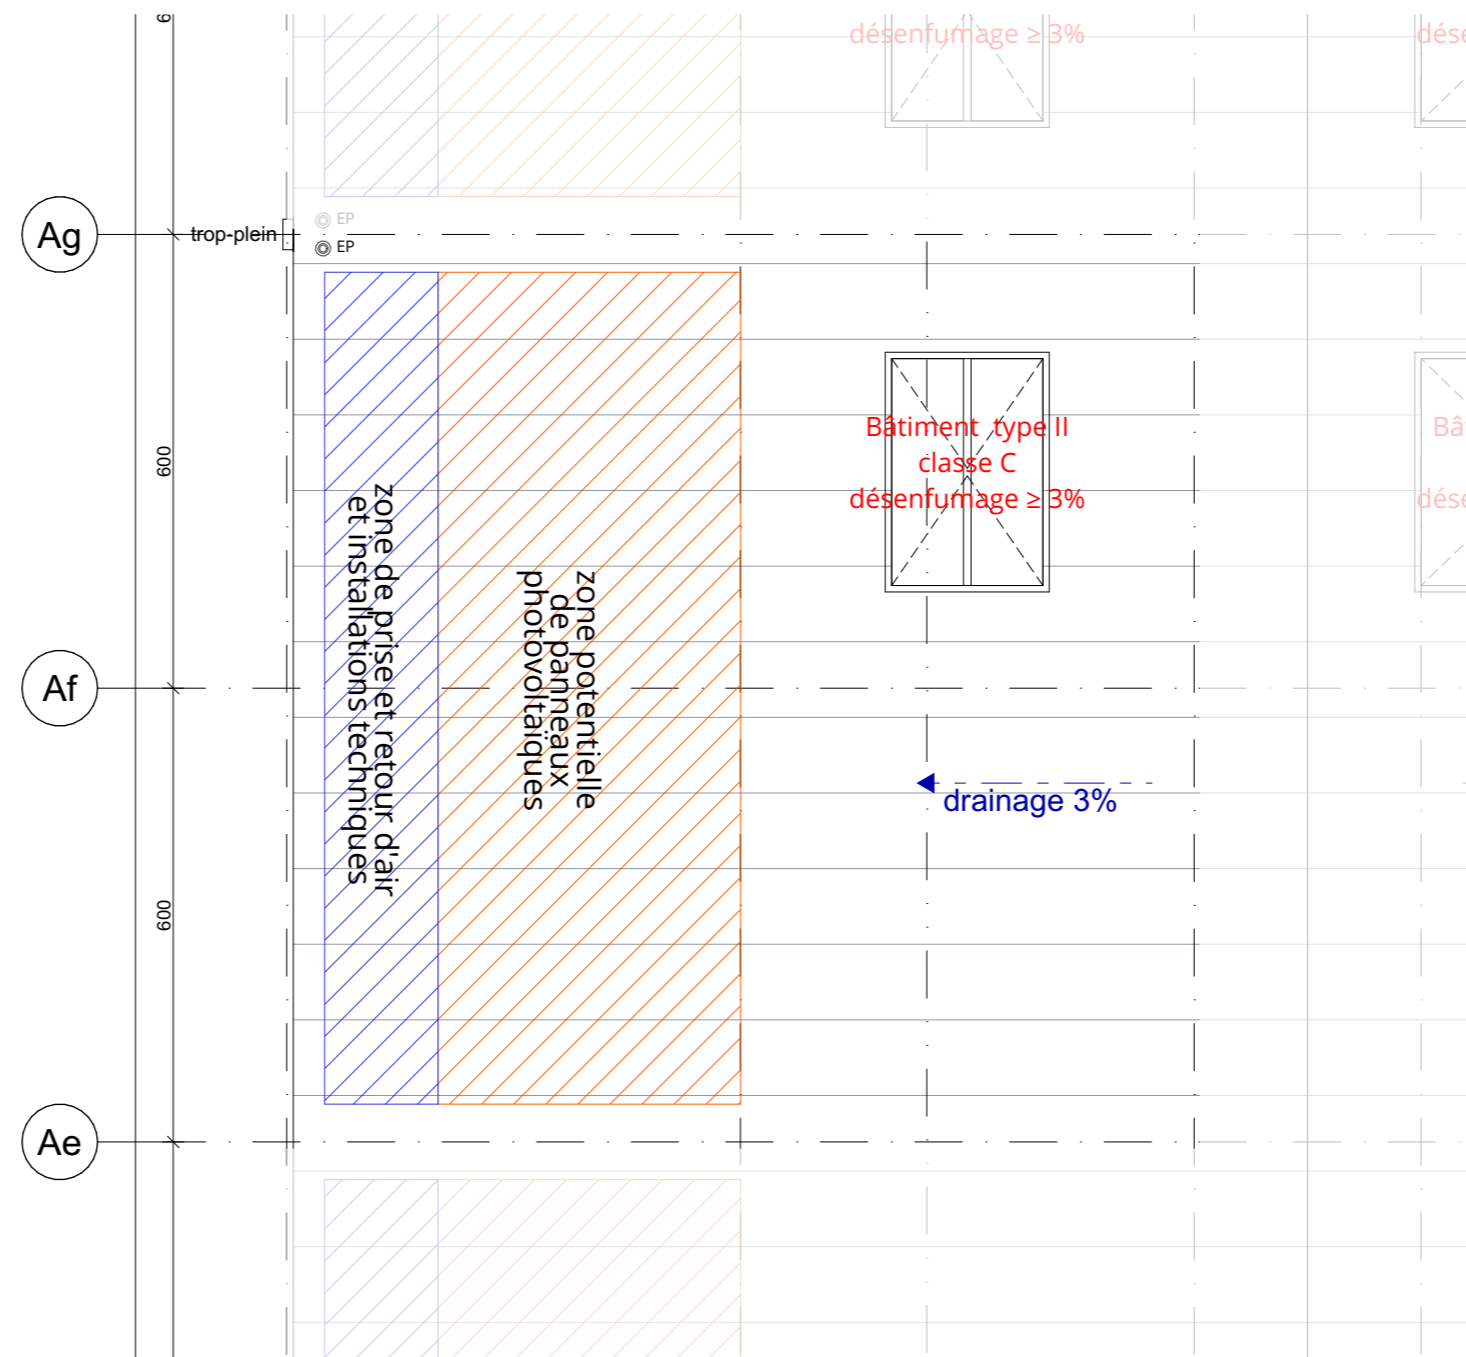 6
désenfumage ≥ 3%
dése
EP
Ag
trop-plein
EP
600
Bâtiment type II
classe C
désenfumage ≥ 3%
Bâ
dése
zone de prise et retour d'air
et installations techniques
zone potentielle
de panneaux
photovoltaïques
Af
drainage 3%
600
Ae